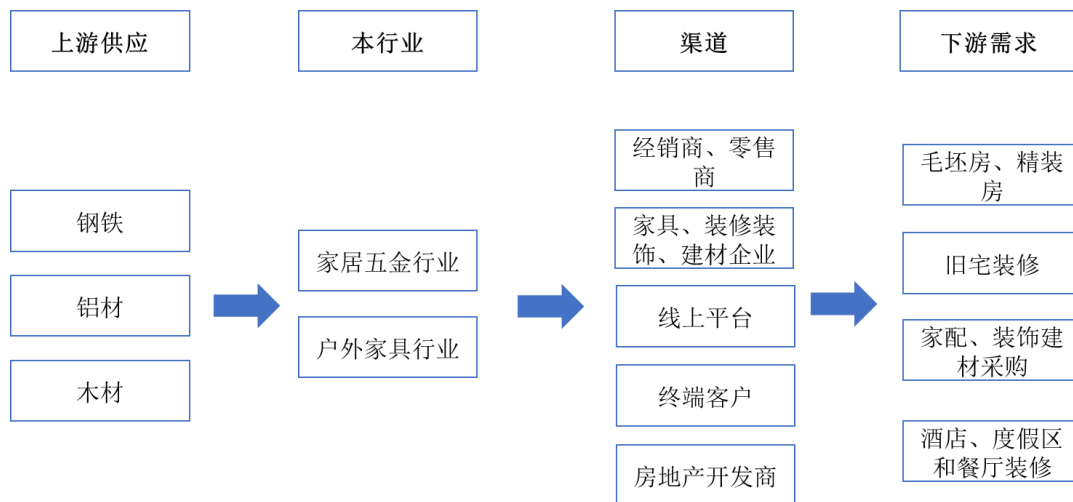 上游供应
本行业
渠道
下游需求
钢铁
铝材
木材
家居五金行业
户外家具行业
经销商、零售
商
家具、装修装
饰、建材企业
线上平台
终端客户
房地产开发商
毛坯房、精装
房
旧宅装修
家配、装饰建
材采购
酒店、度假区
和餐厅装修